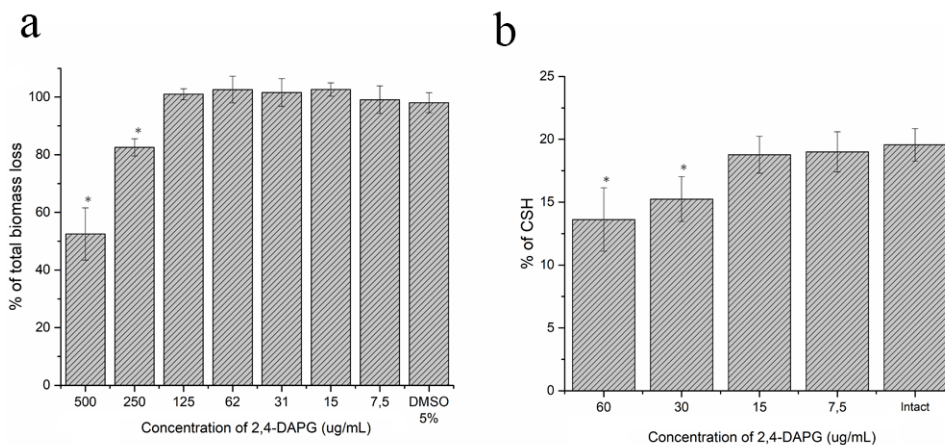 a
% of total biomass loss
100
80
60
40
20
0
*
*
500 250 125 62 31 15 7,5 DMSO
5%
Concentration of 2,4-DAPG (ug/mL)
b
% of CSH
25
20
15
10
5
0
*
*
60 30 15 7,5 Intact
Concentration of 2,4-DAPG (ug/mL)